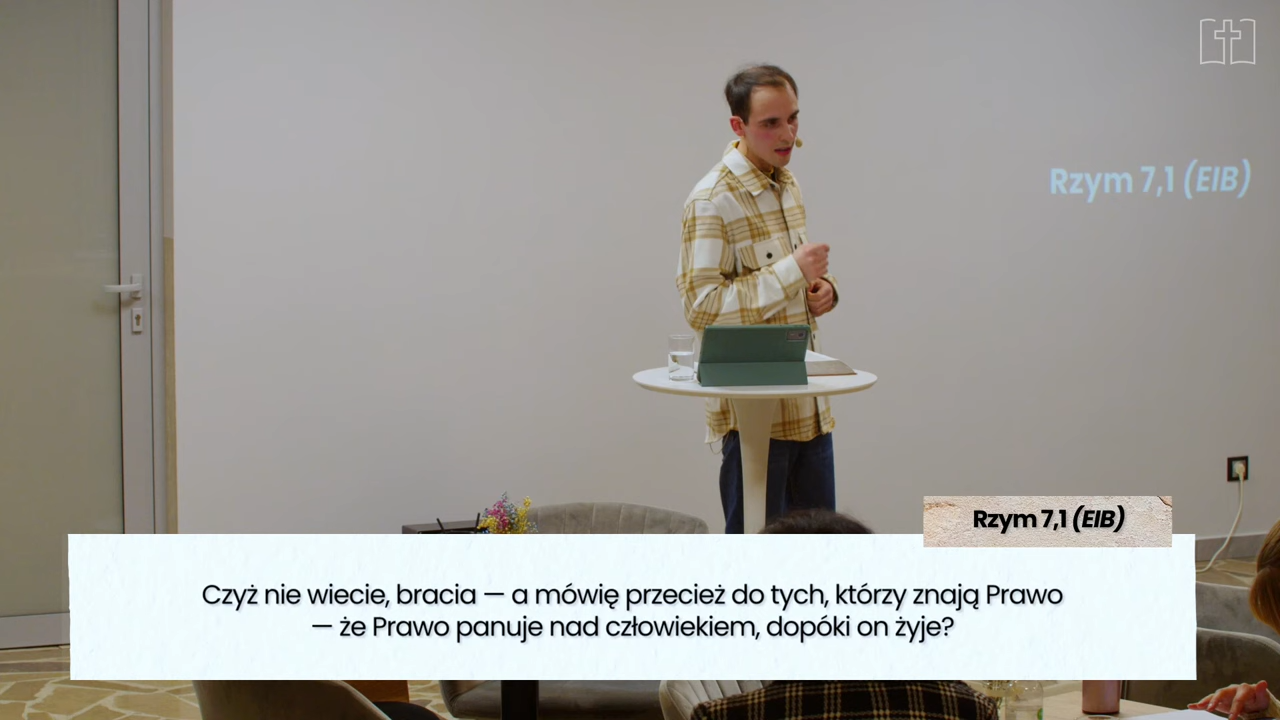 Rzym 7,1 (EIB)
Rzym 7,1 (EIB)
Czyż nie wiecie, bracia — a mówię przecież do tych, którzy znają Prawo
— że Prawo panuje nad człowiekiem, dopóki on żyje?